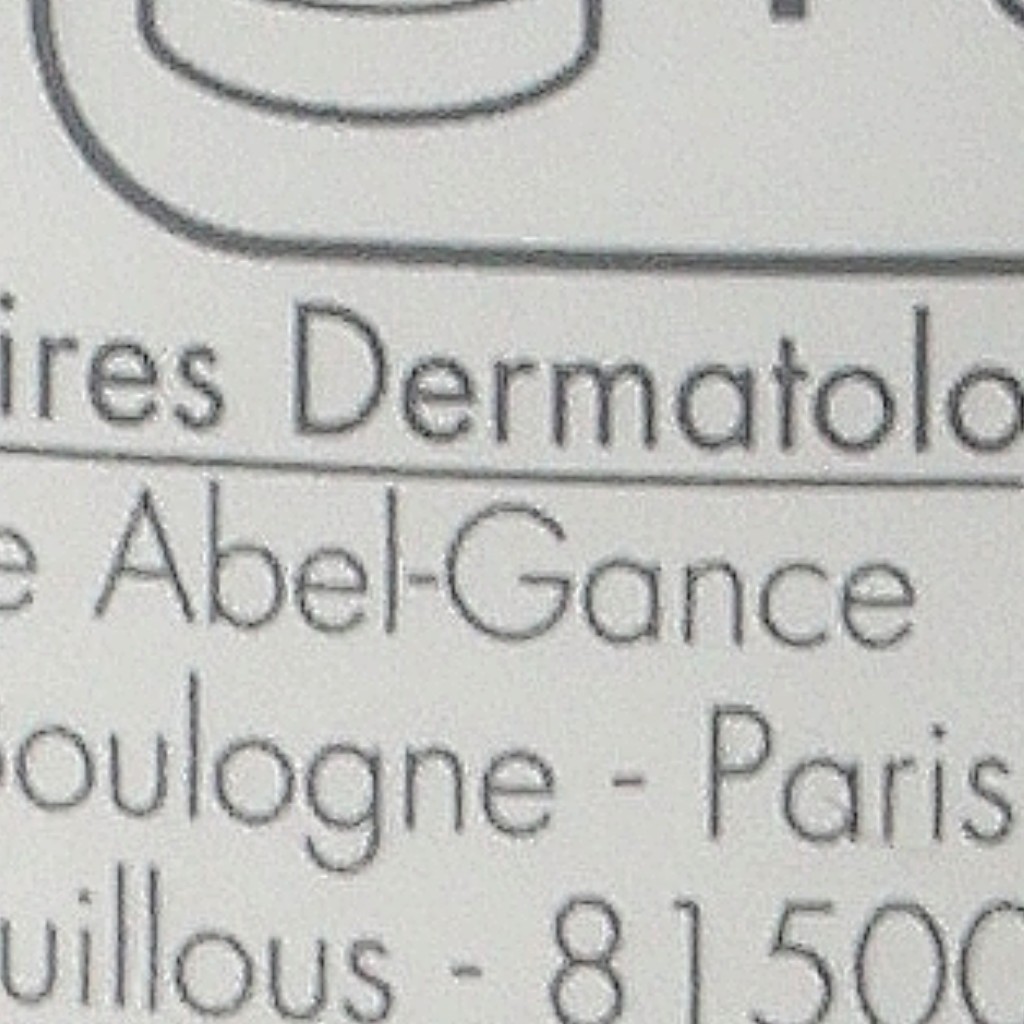 ires Dermatolo
e Abel-Gance
oulogne - Paris
uillous - 81500